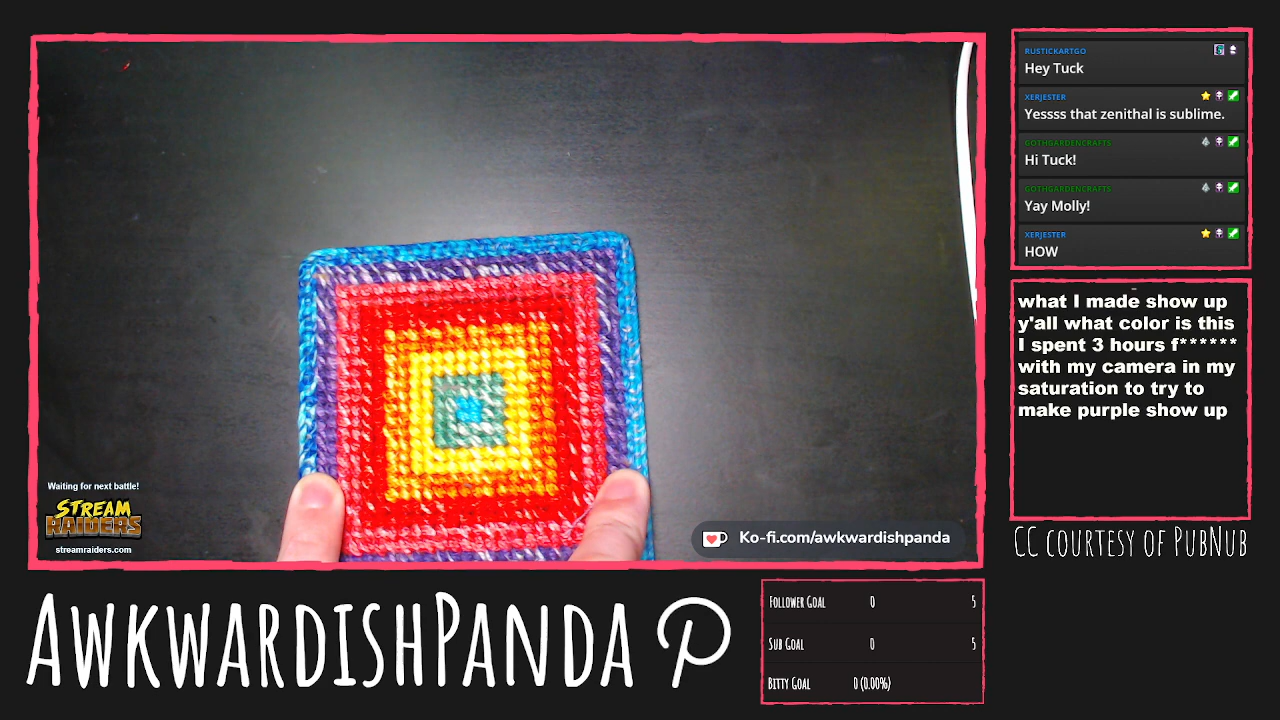 RUSTICKARTGO
Hey Tuck
XERJESTER
Yessss that zenithal is sublime.
GOTHGARDENCRAFTS
Hi Tuck!
GOTHGARDENCRAFTS
Yay Molly!
XERJESTER
HOW
what I made show up
y'all what color is this
I spent 3 hours f******
with my camera in my
saturation to try to
make purple show up
CC COURTESY OF PUBNUB
Waiting for next battle!
STREAM
RAIDERS
streamraiders.com
Ko-fi.com/awkwardishpanda
AWKWARDISHPANDA
FOLLOWER GOAL 0 5
SUB GOAL 0 5
BITTY GOAL 0 (0.00%)